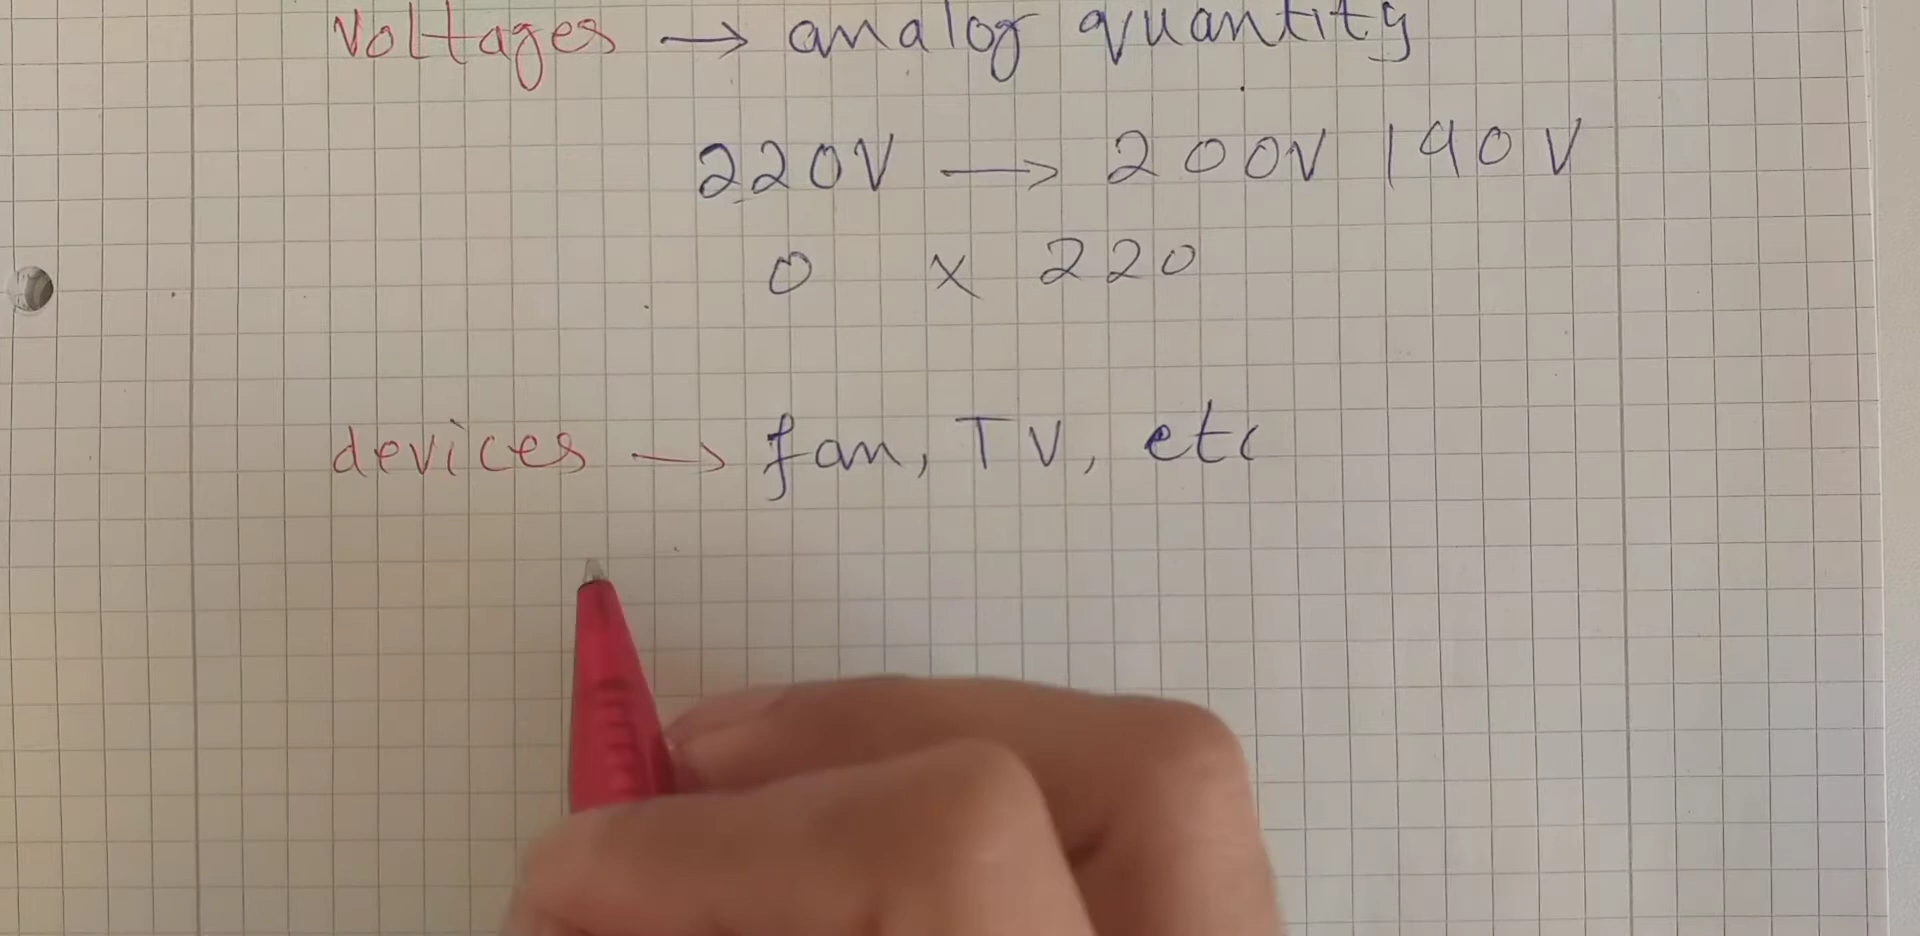 Voltages → analog quantity
220V → 200V 190V
0 x 220
devices → fan, TV, etc